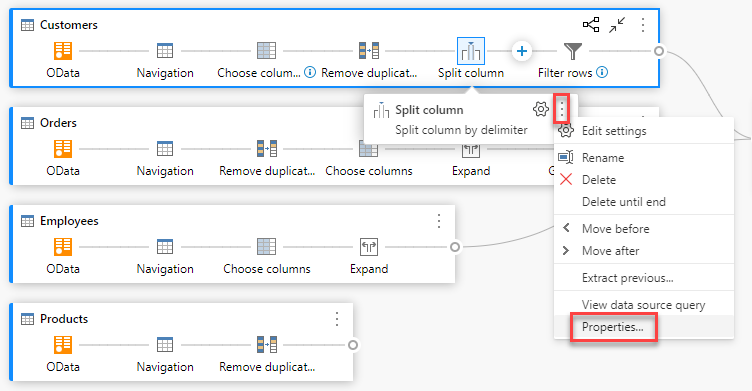 Customers
OData
Navigation
Choose colum...
Remove duplicat...
Split column
Filter rows
Split column
Split column by delimiter
Edit settings
Rename
Delete
Delete until end
Move before
Move after
Extract previous...
View data source query
Properties...
Orders
OData
Navigation
Remove duplicat...
Choose columns
Expand
G
Employees
OData
Navigation
Choose columns
Expand
Products
OData
Navigation
Remove duplicat...